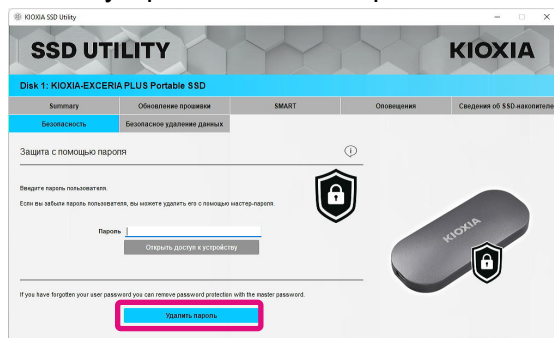 KIOXIA SSD Utility
SSD UTILITY
KIOXIA
Disk 1: KIOXIA-EXCERIA PLUS Portable SSD
Summary
Обновление прошивки
SMART
Оповещения
Сведения об SSD-накопителе
Безопасность
Безопасное удаление данных
Защита с помощью пароля
Введите пароль пользователя.
Если вы забыли пароль пользователя, вы можете удалить его с помощью мастер-пароля.
Пароль
Открыть доступ к устройству
KIOXIA
If you have forgotten your user password you can remove password protection with the master password.
Удалить пароль